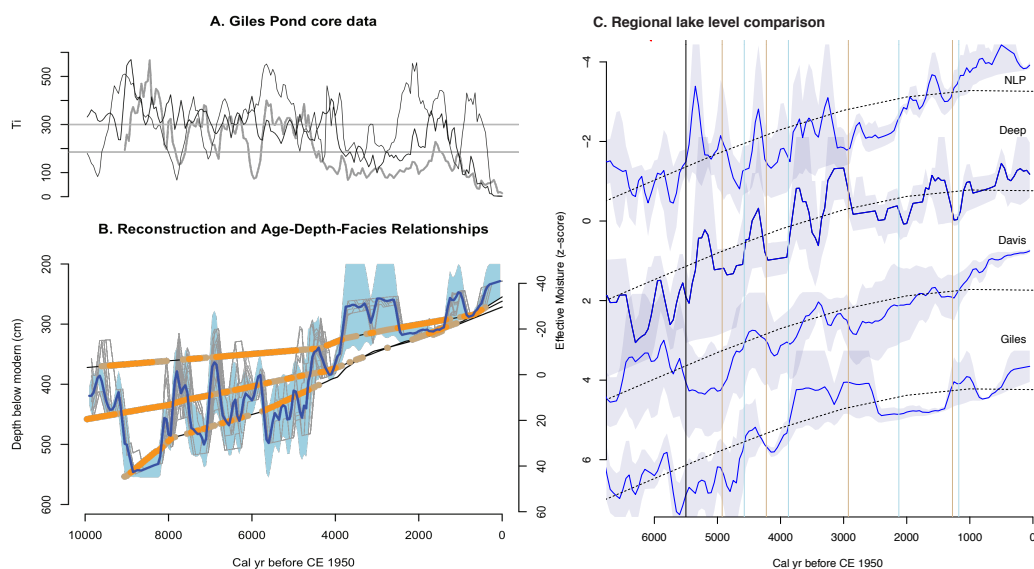 A. Giles Pond core data
Ti
500
300
100
0
B. Reconstruction and Age-Depth-Facies Relationships
Depth below modern (cm)
200
300
400
500
600
40
20
0
20
40
60
10000 8000 6000 4000 2000 0
Cal yr before CE 1950
C. Regional lake level comparison
Effective Moisture (z-score)
-4
-2
0
2
4
6
NLP
Deep
Davis
Giles
6000 5000 4000 3000 2000 1000 0
Cal yr before CE 1950